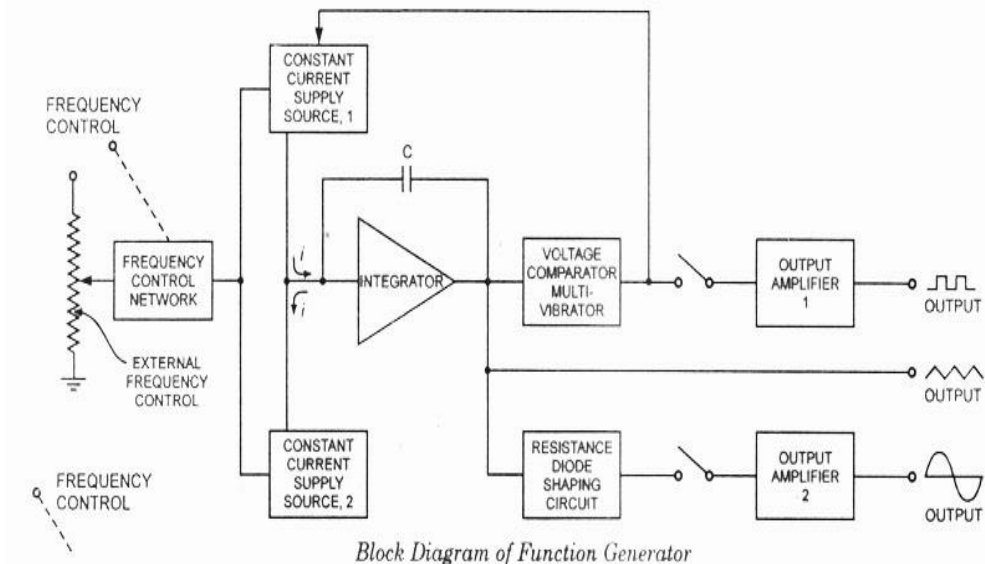 CONSTANT
CURRENT
SUPPLY
SOURCE, 1
FREQUENCY
CONTROL
C
FREQUENCY
CONTROL
NETWORK
i
i
INTEGRATOR
VOLTAGE
COMPARATOR
MULTI-
VIBRATOR
OUTPUT
AMPLIFIER
1
OUTPUT
EXTERNAL
FREQUENCY
CONTROL
OUTPUT
FREQUENCY
CONTROL
CONSTANT
CURRENT
SUPPLY
SOURCE, 2
RESISTANCE
DIODE
SHAPING
CIRCUIT
OUTPUT
AMPLIFIER
2
OUTPUT
Block Diagram of Function Generator